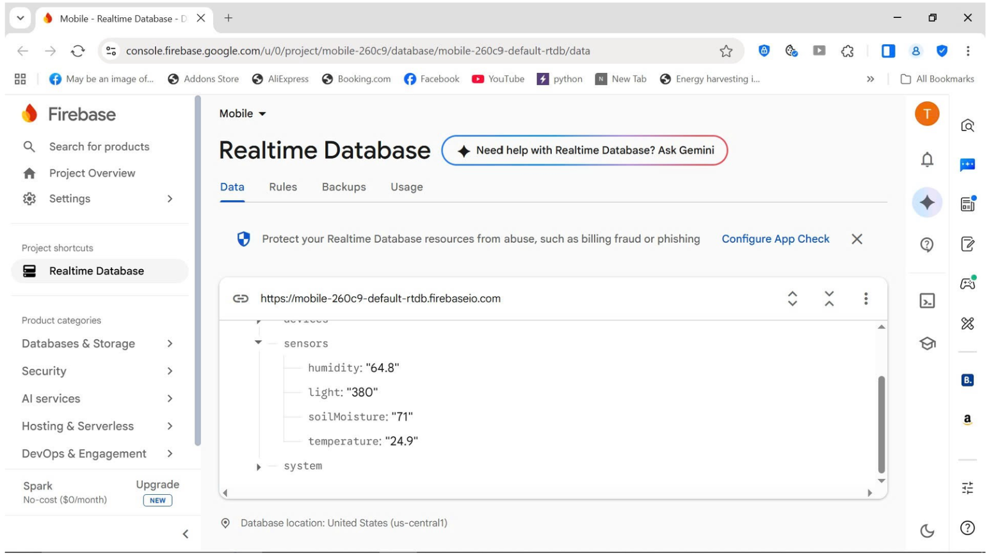 Mobile - Realtime Database - D
console.firebase.google.com/u/0/project/mobile-260c9/database/mobile-260c9-default-rtdb/data
May be an image of... Addons Store AliExpress Booking.com Facebook YouTube python N New Tab Energy harvesting i... » All Bookmarks
Firebase
Search for products
Project Overview
Settings
Project shortcuts
Realtime Database
Product categories
Databases & Storage
Security
AI services
Hosting & Serverless
DevOps & Engagement
Spark
No-cost ($0/month)
Upgrade
NEW
Mobile
Realtime Database
Need help with Realtime Database? Ask Gemini
Data Rules Backups Usage
Protect your Realtime Database resources from abuse, such as billing fraud or phishing Configure App Check
https://mobile-260c9-default-rtdb.firebaseio.com
devices
sensors
humidity: "64.8"
light: "380"
soilMoisture: "71"
temperature: "24.9"
system
Database location: United States (us-central1)
T
B.
a